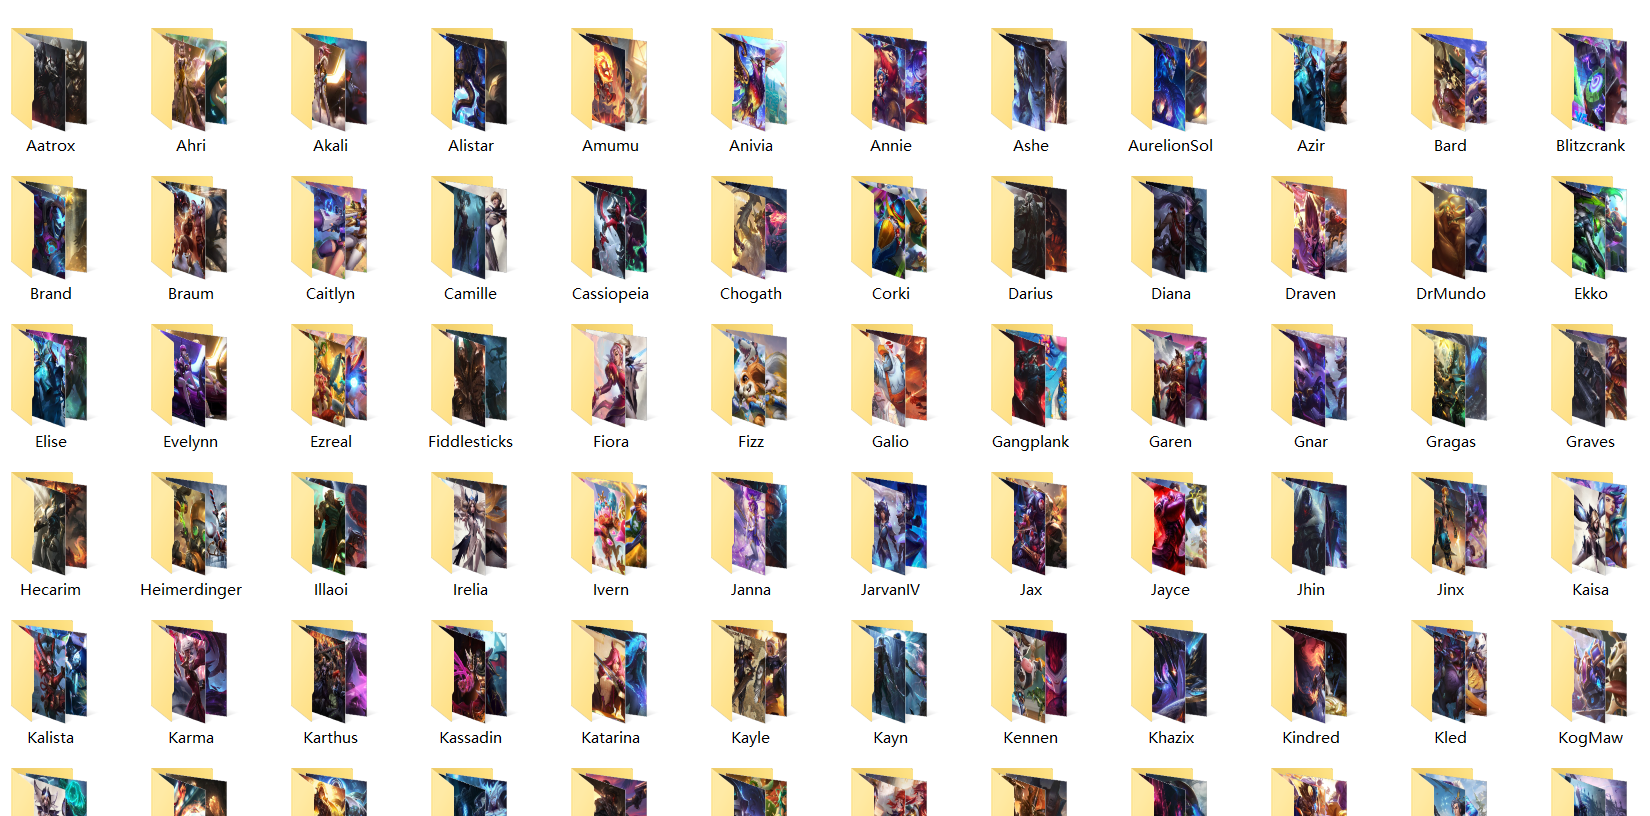 Aatrox Ahri Akali Alistar Amumu Anivia Annie Ashe AurelionSol Azir Bard Blitzcrank
Brand Braum Caitlyn Camille Cassiopeia Chogath Corki Darius Diana Draven DrMundo Ekko
Elise Evelynn Ezreal Fiddlesticks Fiora Fizz Galio Gangplank Garen Gnar Gragas Graves
Hecarim Heimerdinger Illaoi Irelia Ivern Janna JarvanIV Jax Jayce Jhin Jinx Kaisa
Kalista Karma Karthus Kassadin Katarina Kayle Kayn Kennen Khazix Kindred Kled KogMaw